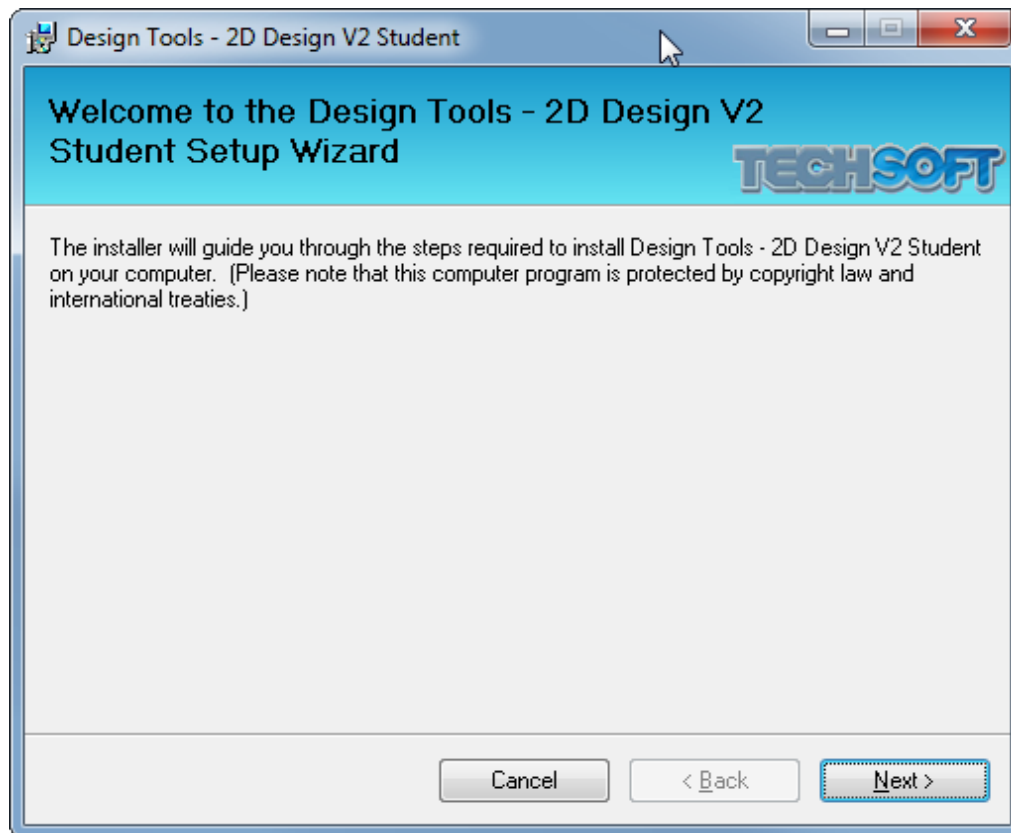 Design Tools - 2D Design V2 Student
Welcome to the Design Tools - 2D Design V2
Student Setup Wizard
TECHSOFT
The installer will guide you through the steps required to install Design Tools - 2D Design V2 Student
on your computer.  (Please note that this computer program is protected by copyright law and
international treaties.)
Cancel
< Back
Next >